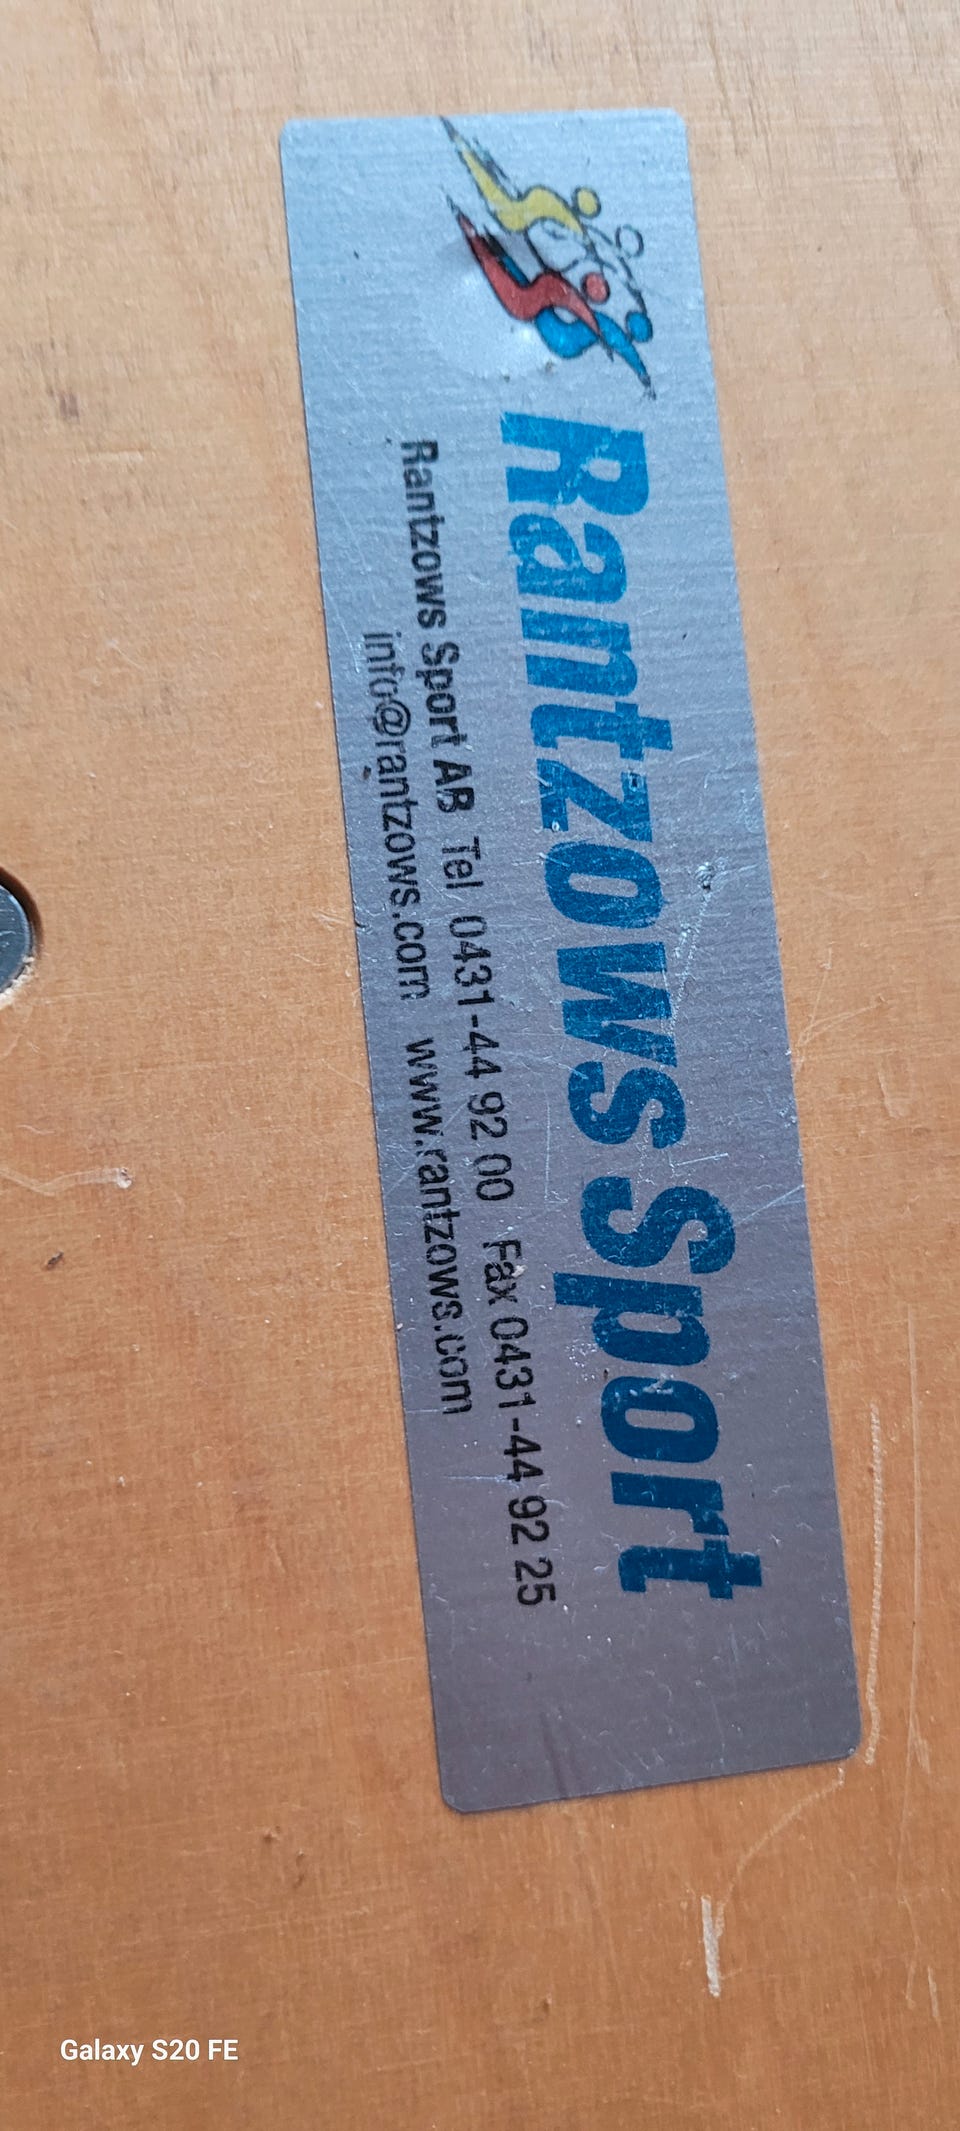 Rantzows Sport
Rantzows Sport AB Tel 0431-44 92 00 Fax 0431-44 92 25
info@rantzows.com www.rantzows.com
Galaxy S20 FE